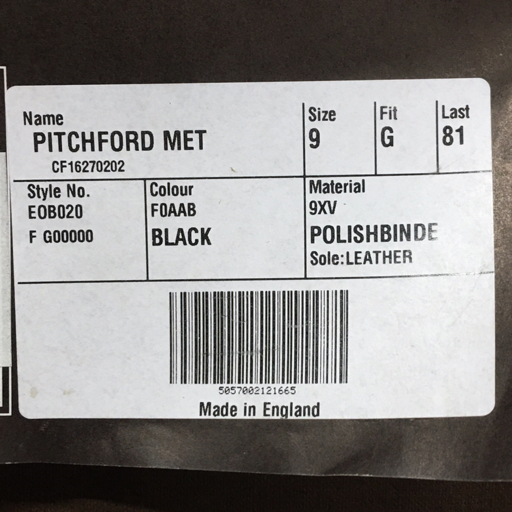 Name
PITCHFORD MET
CF16270202
Size
9
Fit
G
Last
81
Style No.
EOB020
F G00000
Colour
FOAAB
BLACK
Material
9XV
POLISHBINDE
Sole:LEATHER
5057002121665
Made in England